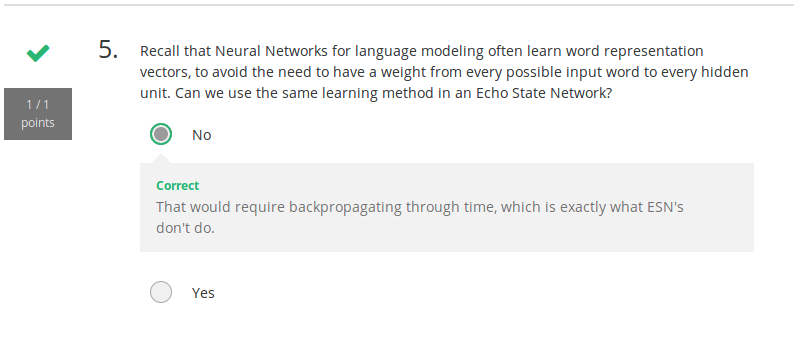 5.
Recall that Neural Networks for language modeling often learn word representation
vectors, to avoid the need to have a weight from every possible input word to every hidden
unit. Can we use the same learning method in an Echo State Network?
1 / 1
points
No
Correct
That would require backpropagating through time, which is exactly what ESN's
don't do.
Yes